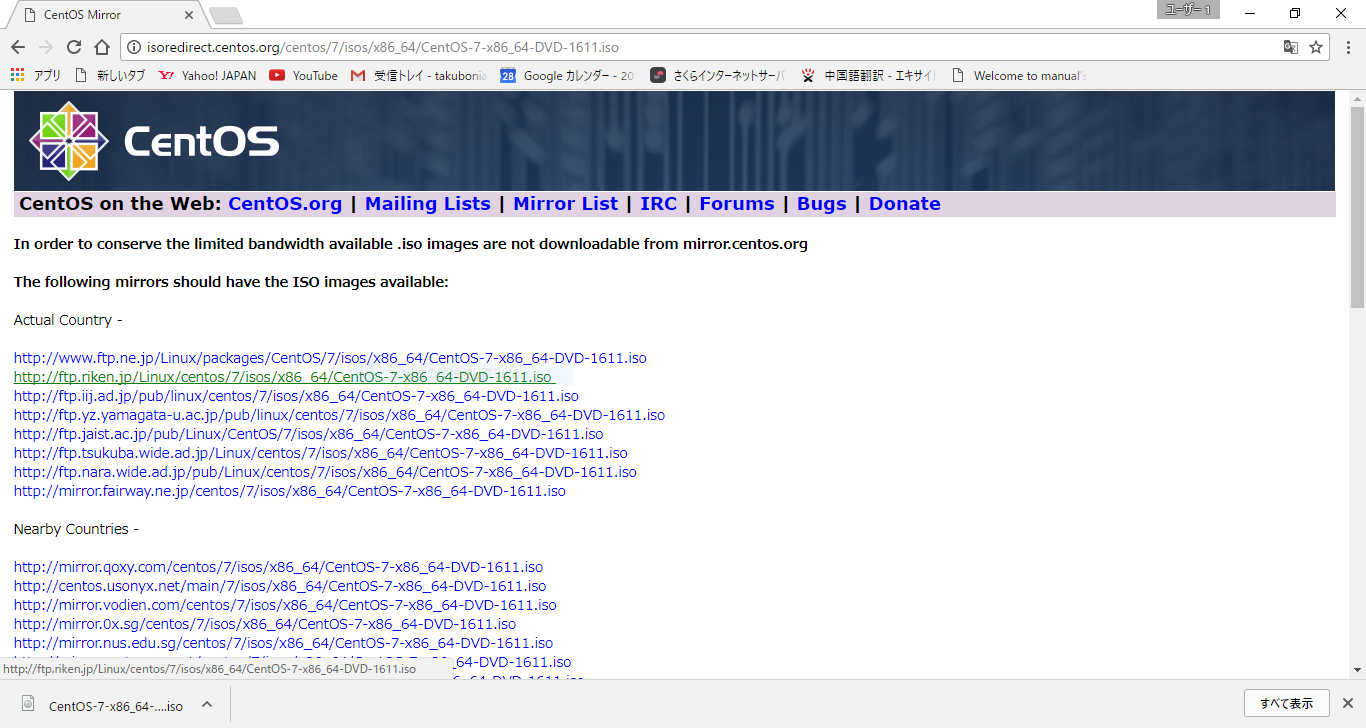 CentOS Mirror
ユーザー 1
isoredirect.centos.org/centos/7/isos/x86_64/CentOS-7-x86_64-DVD-1611.iso
アプリ 新しいタブ Yahoo! JAPAN YouTube 受信トレイ - takubonia 28 Google カレンダー - 20 さくらインターネットサーバ 中国語翻訳 - エキサイト Welcome to manual's
CentOS
CentOS on the Web: CentOS.org | Mailing Lists | Mirror List | IRC | Forums | Bugs | Donate
In order to conserve the limited bandwidth available .iso images are not downloadable from mirror.centos.org
The following mirrors should have the ISO images available:
Actual Country -
http://www.ftp.ne.jp/Linux/packages/CentOS/7/isos/x86_64/CentOS-7-x86_64-DVD-1611.iso
http://ftp.riken.jp/Linux/centos/7/isos/x86_64/CentOS-7-x86_64-DVD-1611.iso
http://ftp.iij.ad.jp/pub/linux/centos/7/isos/x86_64/CentOS-7-x86_64-DVD-1611.iso
http://ftp.yz.yamagata-u.ac.jp/pub/linux/centos/7/isos/x86_64/CentOS-7-x86_64-DVD-1611.iso
http://ftp.jaist.ac.jp/pub/Linux/CentOS/7/isos/x86_64/CentOS-7-x86_64-DVD-1611.iso
http://ftp.tsukuba.wide.ad.jp/Linux/centos/7/isos/x86_64/CentOS-7-x86_64-DVD-1611.iso
http://ftp.nara.wide.ad.jp/pub/Linux/centos/7/isos/x86_64/CentOS-7-x86_64-DVD-1611.iso
http://mirror.fairway.ne.jp/centos/7/isos/x86_64/CentOS-7-x86_64-DVD-1611.iso
Nearby Countries -
http://mirror.qoxy.com/centos/7/isos/x86_64/CentOS-7-x86_64-DVD-1611.iso
http://centos.usonyx.net/main/7/isos/x86_64/CentOS-7-x86_64-DVD-1611.iso
http://mirror.vodien.com/centos/7/isos/x86_64/CentOS-7-x86_64-DVD-1611.iso
http://mirror.0x.sg/centos/7/isos/x86_64/CentOS-7-x86_64-DVD-1611.iso
http://mirror.nus.edu.sg/centos/7/isos/x86_64/CentOS-7-x86_64-DVD-1611.iso
_64/CentOS-7-x86_64-DVD-1611.iso
http://ftp.riken.jp/Linux/centos/7/isos/x86_64/CentOS-7-x86_64-DVD-1611.iso
CentOS-7-x86_64-....iso
すべて表示